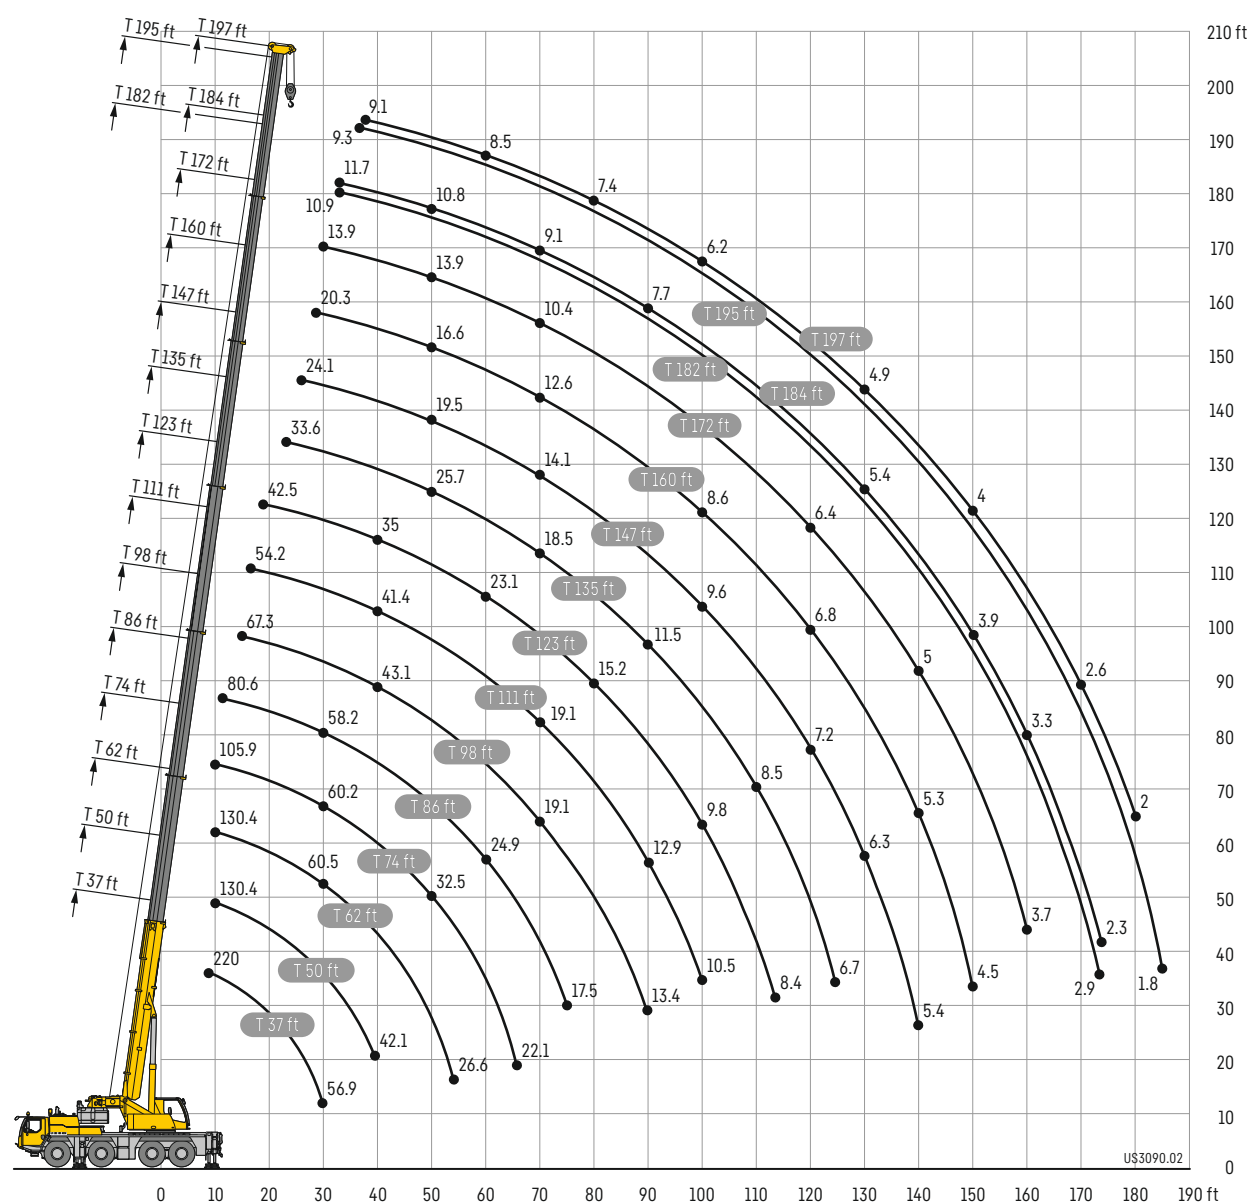 T 195 ft T 197 ft
210 ft
200
T 182 ft T 184 ft
9.1
9.3 8.5
190
T 172 ft
11.7 10.8 7.4
180
10.9
T 160 ft
13.9 13.9 9.1 6.2
170
T 147 ft
20.3 16.6 10.4 7.7 T 195 ft
160
T 197 ft
T 135 ft
24.1 19.5 12.6 T 182 ft 4.9
150
T 184 ft
T 123 ft
33.6 25.7 14.1 T 172 ft
140
T 160 ft 5.4
130
T 111 ft
42.5 35 18.5 T 147 ft 8.6 6.4 4
120
T 98 ft
54.2 41.4 23.1 T 135 ft 9.6
110
T 86 ft
67.3 43.1 T 123 ft 11.5 6.8 3.9
100
T 74 ft
80.6 58.2 T 111 ft 15.2 5 2.6
90
T 62 ft
105.9 60.2 T 98 ft 19.1 7.2 3.3
80
T 50 ft
130.4 60.5 T 86 ft 19.1 8.5 5.3 2
70
T 74 ft 32.5 24.9 9.8 6.3
60
T 37 ft
130.4 T 62 ft 12.9
50
220 T 50 ft 10.5 6.7 4.5 3.7 2.3
40
2.9 1.8
T 37 ft 17.5 13.4 8.4 5.4
30
42.1 22.1
20
56.9 26.6
10
US3090.02
0
0 10 20 30 40 50 60 70 80 90 100 110 120 130 140 150 160 170 180 190 ft